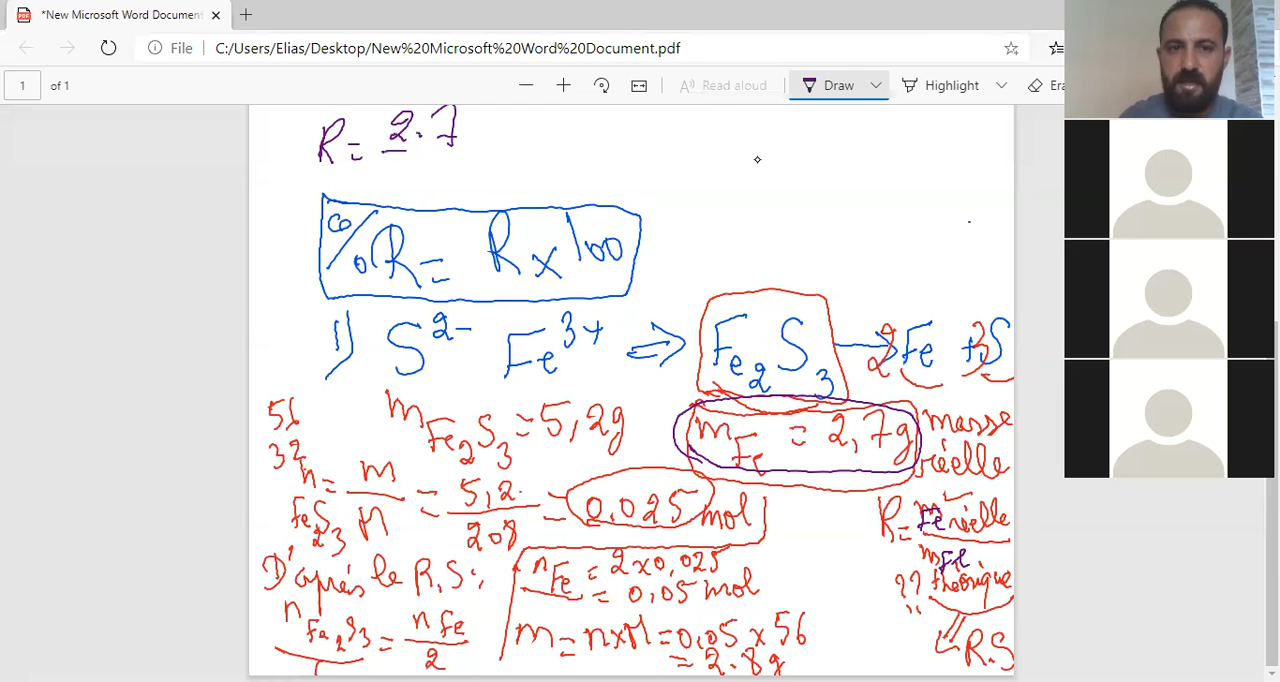 *New Microsoft Word Document
File
C:/Users/Elias/Desktop/New%20Microsoft%20Word%20Document.pdf
1 of 1
Read aloud
Draw
Highlight
Era
R = 2.7
%R = R x 100
1) S2- Fe3+ ⇒ Fe2S3 → 2Fe + 3S
56
32
mFe2S3 = 5,2g
mFe = 2,7g
masse
réelle
nFe2S3 = m/M = 5,2/208 = 0,025 mol
R = mFe réelle
mFe théorique
??
R.S
D'après le R.S:
nFe2S3 = nFe/2
nFe = 2x0,025
= 0,05mol
m = nxM = 0,05 x 56
= 2.8g